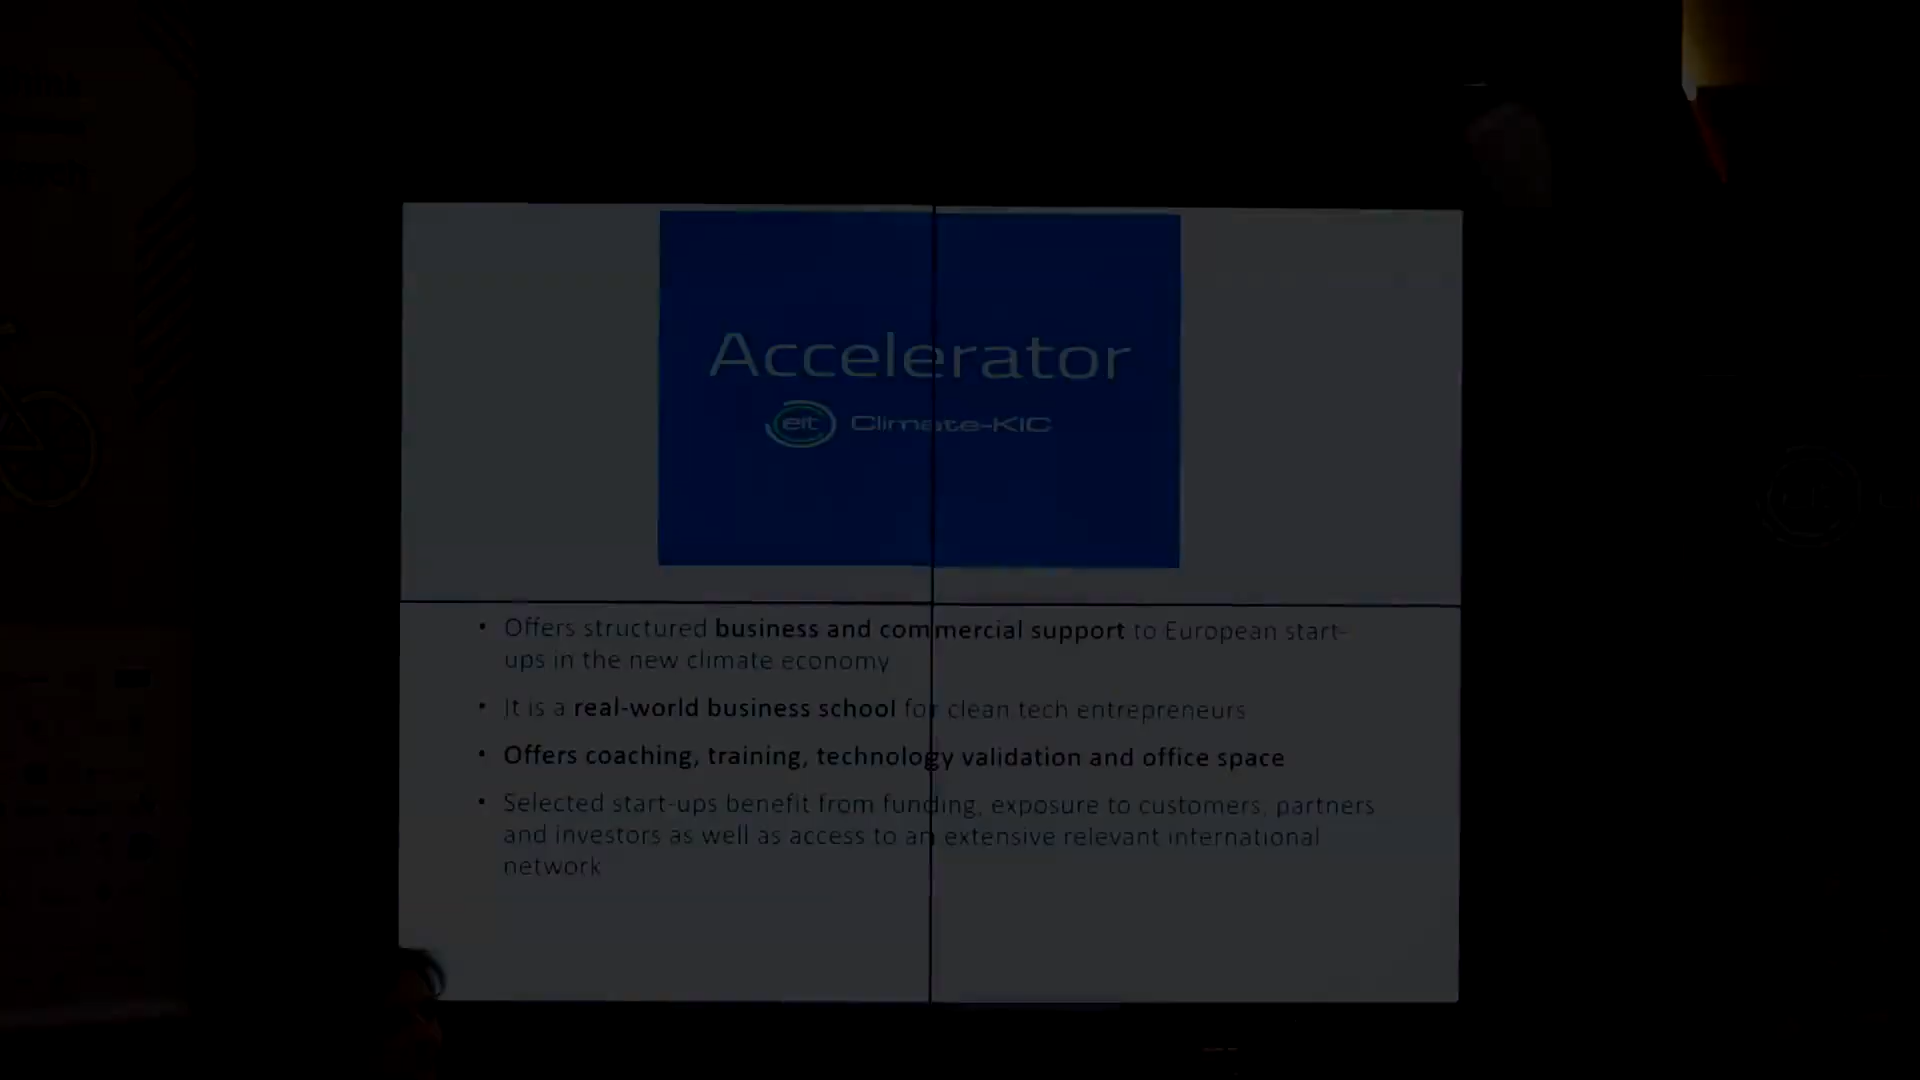 Accelerator
eit Climate-KIC
• Offers structured business and commercial support to European start-
ups in the new climate economy
• It is a real-world business school for clean tech entrepreneurs
• Offers coaching, training, technology validation and office space
• Selected start-ups benefit from funding, exposure to customers, partners
and investors as well as access to an extensive relevant international
network